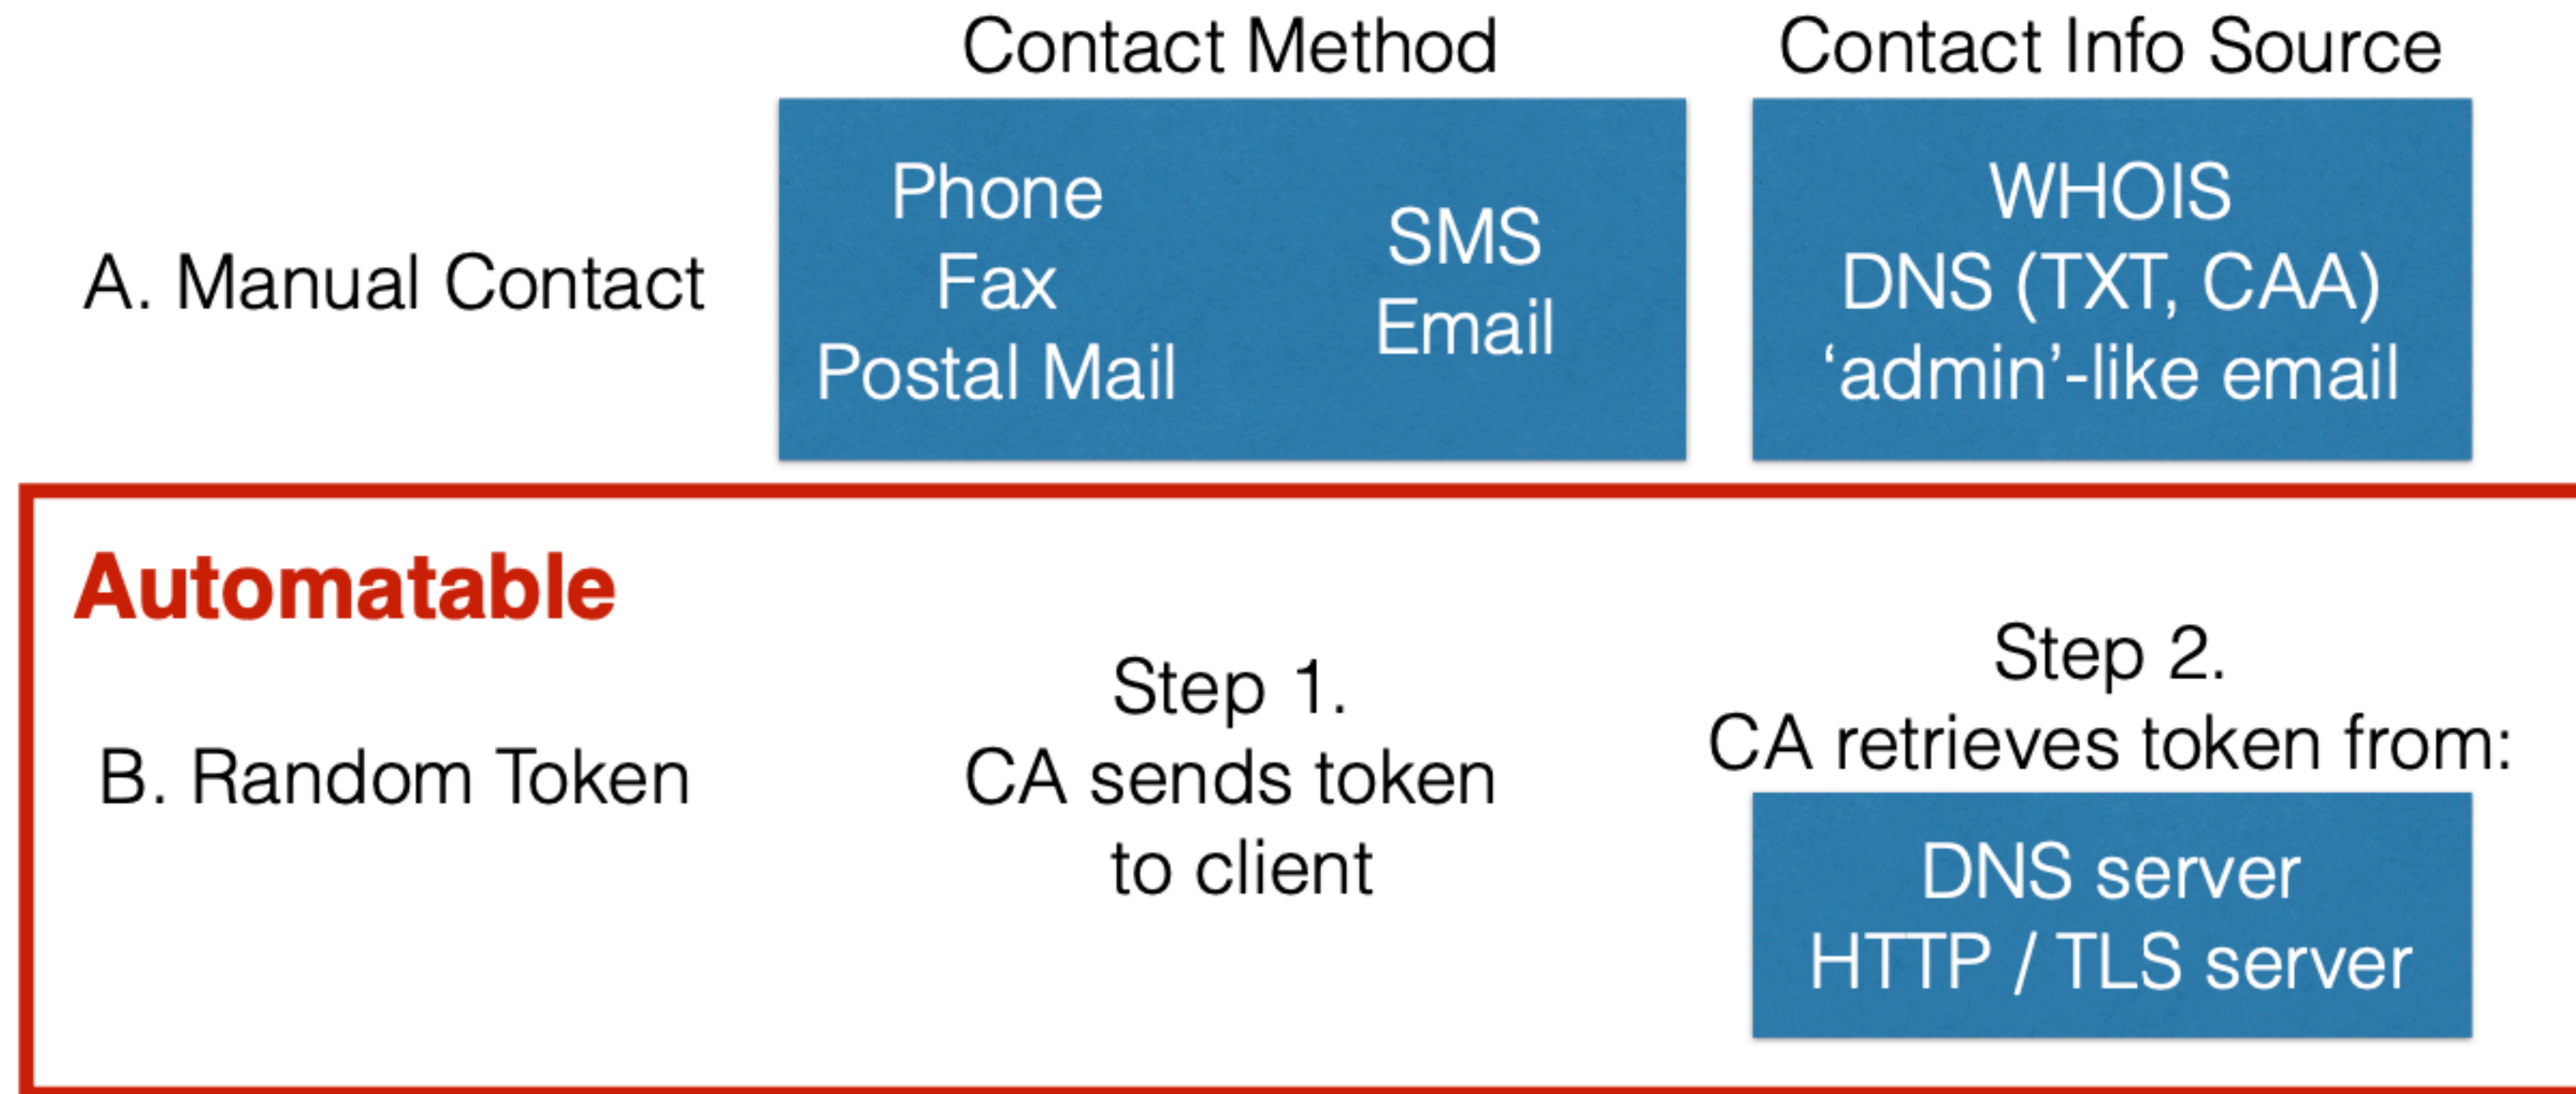 Contact Method
Contact Info Source
A. Manual Contact
Phone
Fax
Postal Mail
SMS
Email
WHOIS
DNS (TXT, CAA)
‘admin’-like email
Automatable
B. Random Token
Step 1.
CA sends token
to client
Step 2.
CA retrieves token from:
DNS server
HTTP / TLS server